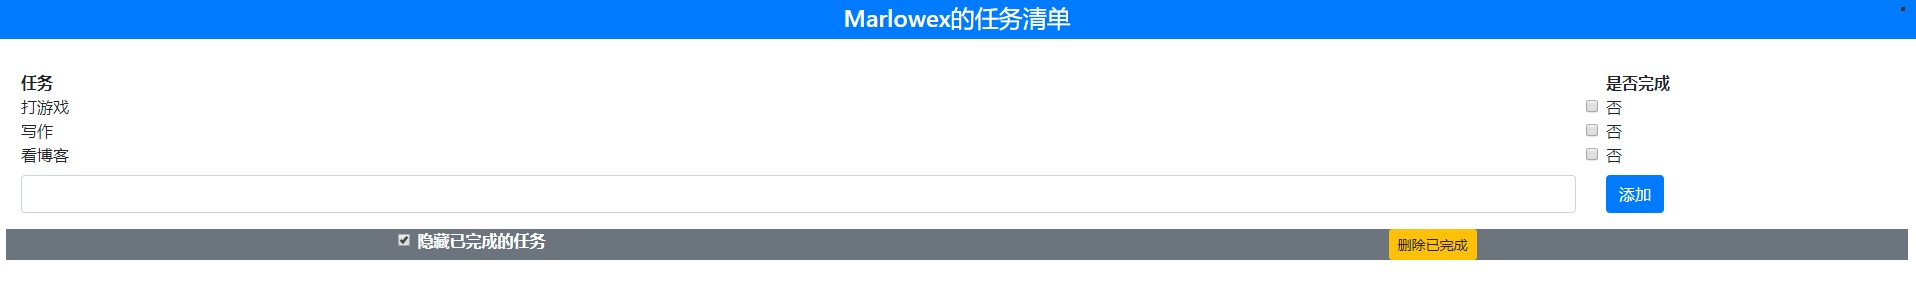 Marlowex的任务清单
任务 是否完成
打游戏 否
写作 否
看博客 否
添加
隐藏已完成的任务 删除已完成